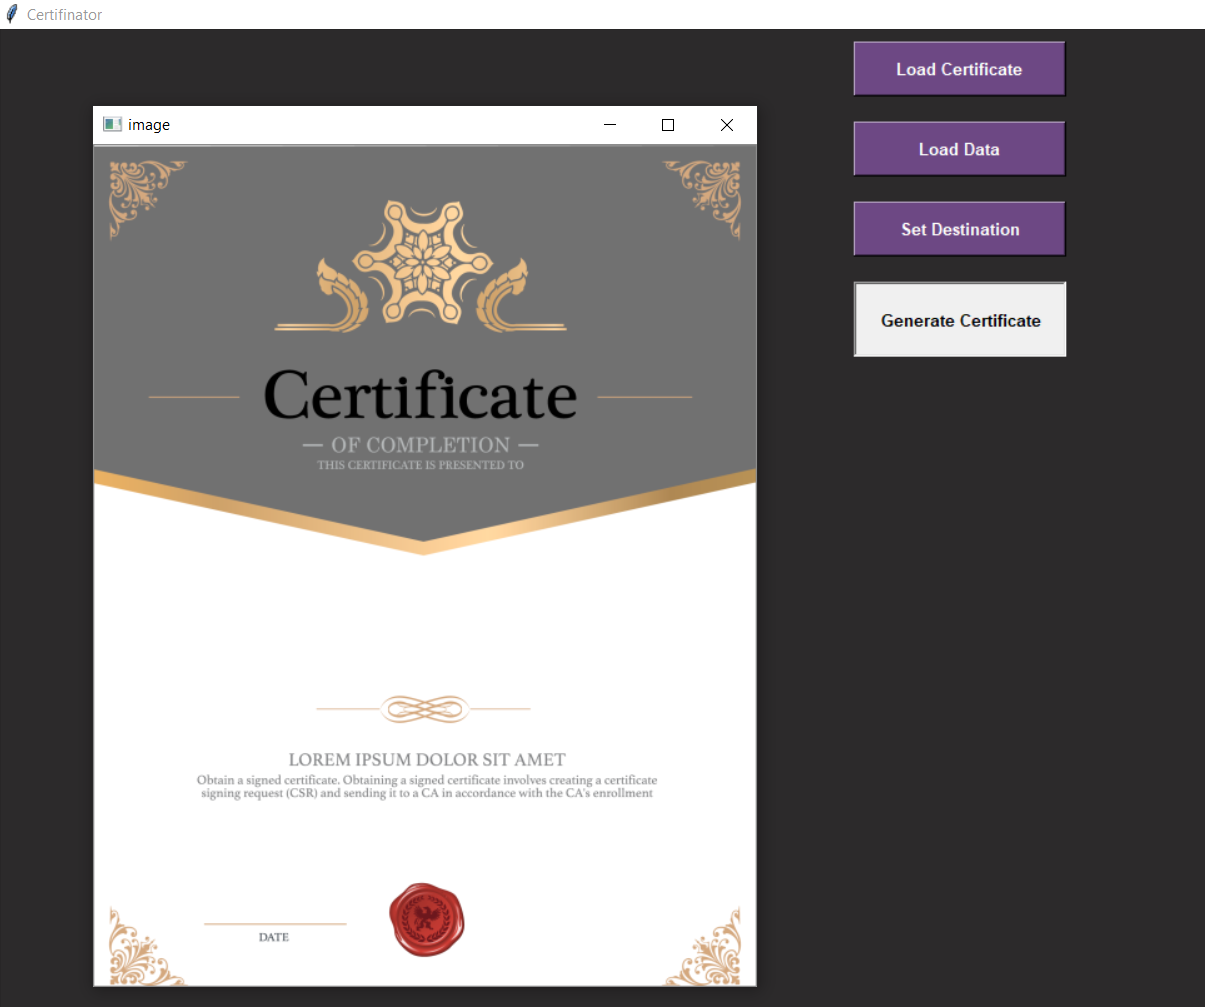 Certifinator
Load Certificate
Load Data
Set Destination
Generate Certificate
image
Certificate
— OF COMPLETION —
THIS CERTIFICATE IS PRESENTED TO
LOREM IPSUM DOLOR SIT AMET
Obtain a signed certificate. Obtaining a signed certificate involves creating a certificate
signing request (CSR) and sending it to a CA in accordance with the CA's enrollment
DATE